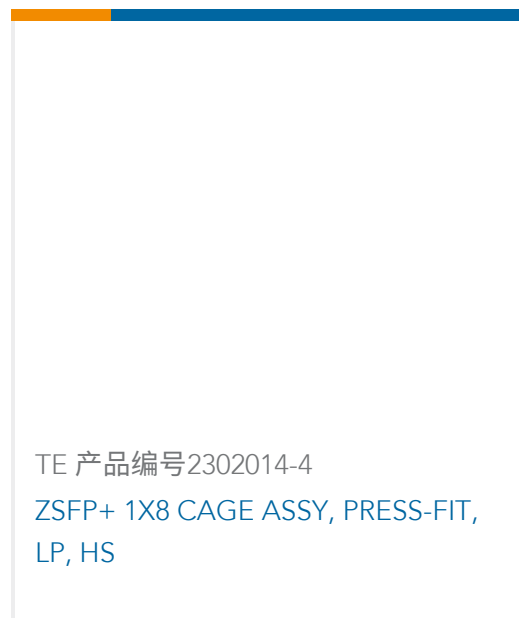 TE 产品编号2302014-4
ZSFP+ 1X8 CAGE ASSY, PRESS-FIT,
LP, HS